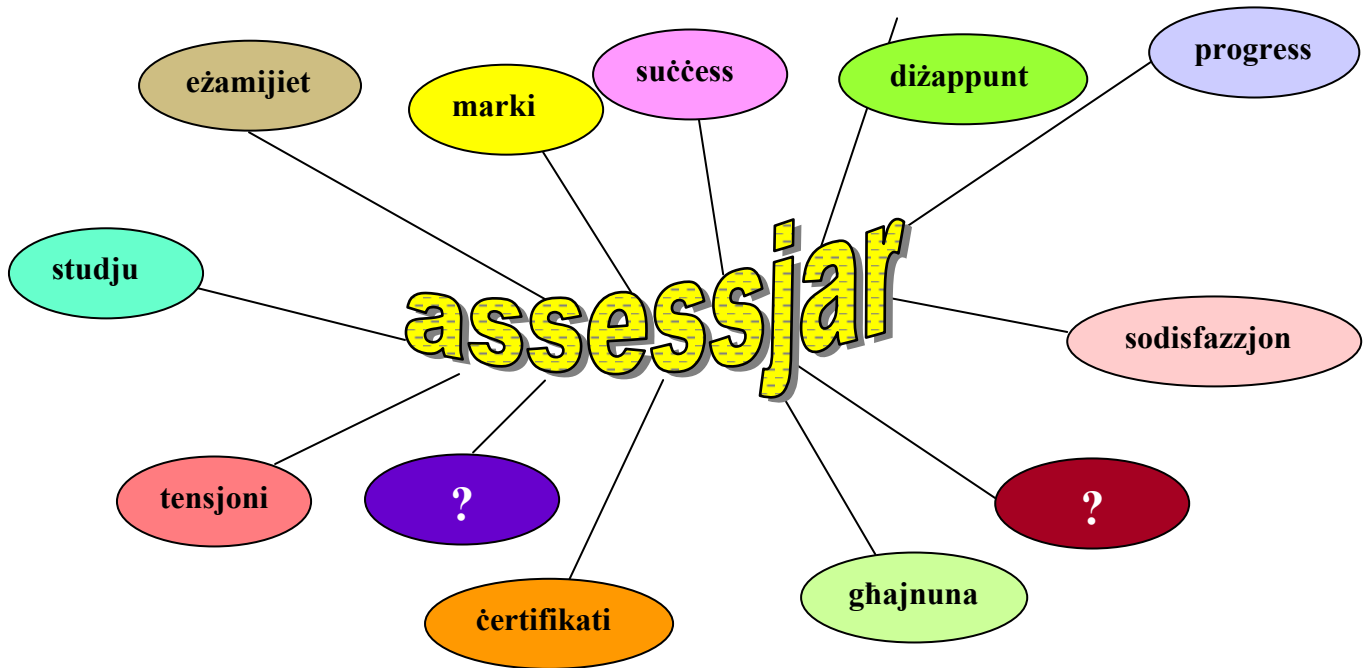 eżamijiet
marki
suċċess
diżappunt
progress
studju
assessjar
sodisfazzjon
tensjoni
?
?
ċertifikati
għajnuna